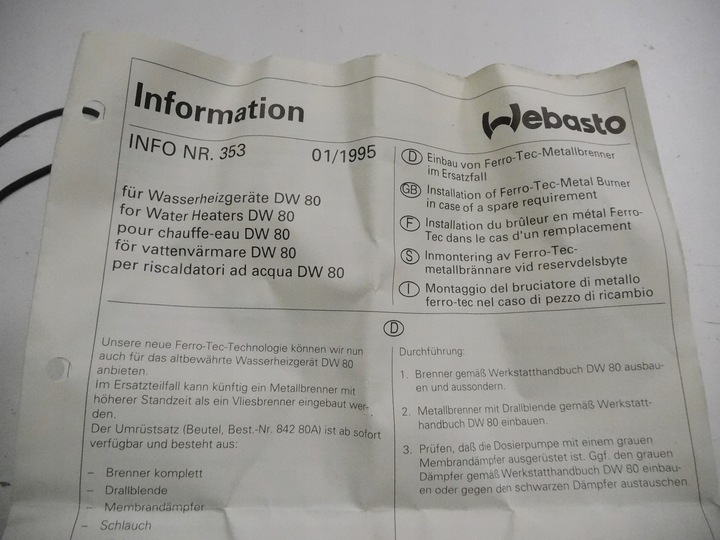 Information
Webasto
INFO NR. 353 01/1995
für Wasserheizgeräte DW 80
for Water Heaters DW 80
pour chauffe-eau DW 80
för vattenvärmare DW 80
per riscaldatori ad acqua DW 80
D Einbau von Ferro-Tec-Metallbrenner
im Ersatzfall
GB Installation of Ferro-Tec-Metal Burner
in case of a spare requirement
F Installation du brûleur en métal Ferro-
Tec dans le cas d'un remplacement
S Inmontering av Ferro-Tec-
metallbrännare vid reservdelsbyte
I Montaggio del bruciatore di metallo
ferro-tec nel caso di pezzo di ricambio
D
Unsere neue Ferro-Tec-Technologie können wir nun
auch für das altbewährte Wasserheizgerät DW 80
anbieten.
Im Ersatzteilfall kann künftig ein Metallbrenner mit
höherer Standzeit als ein Vliesbrenner eingebaut wer-
den.
Der Umrüstsatz (Beutel, Best.-Nr. 842 80A) ist ab sofort
verfügbar und besteht aus:
– Brenner komplett
– Drallblende
– Membrandämpfer
– Schlauch
Durchführung:
1. Brenner gemäß Werkstatthandbuch DW 80 ausbau-
en und aussondern.
2. Metallbrenner mit Drallblende gemäß Werkstatt-
handbuch DW 80 einbauen.
3. Prüfen, daß die Dosierpumpe mit einem grauen
Membrandämpfer ausgerüstet ist. Ggf. den grauen
Dämpfer gemäß Werkstatthandbuch DW 80 einbau-
en oder gegen den schwarzen Dämpfer austauschen.